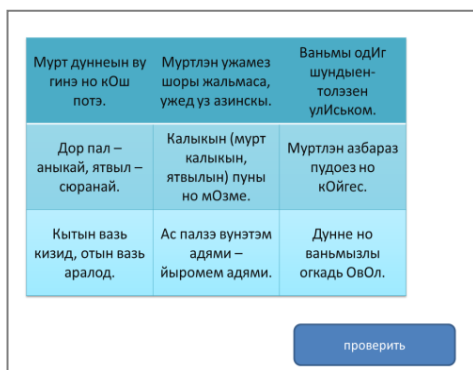 Мурт дуннеын ву
гинэ но кОш
потэ.
Муртлэн ужамез
шоры жальмаса,
ужед уз азинскы.
Ваньмы одИг
шундыен-
толэзен
улИськом.
Дор пал –
аныкай, ятвыл –
сюранай.
Калыкын (мурт
калыкын,
ятвылын) пуны
но мОзме.
Муртлэн азбараз
пудоез но
кОйгес.
Кытын вазь
кизид, отын вазь
аралод.
Ас палзэ вунэтэм
адями –
йыромем адями.
Дунне но
ваньмызлы
огкадь ОвОл.
проверить